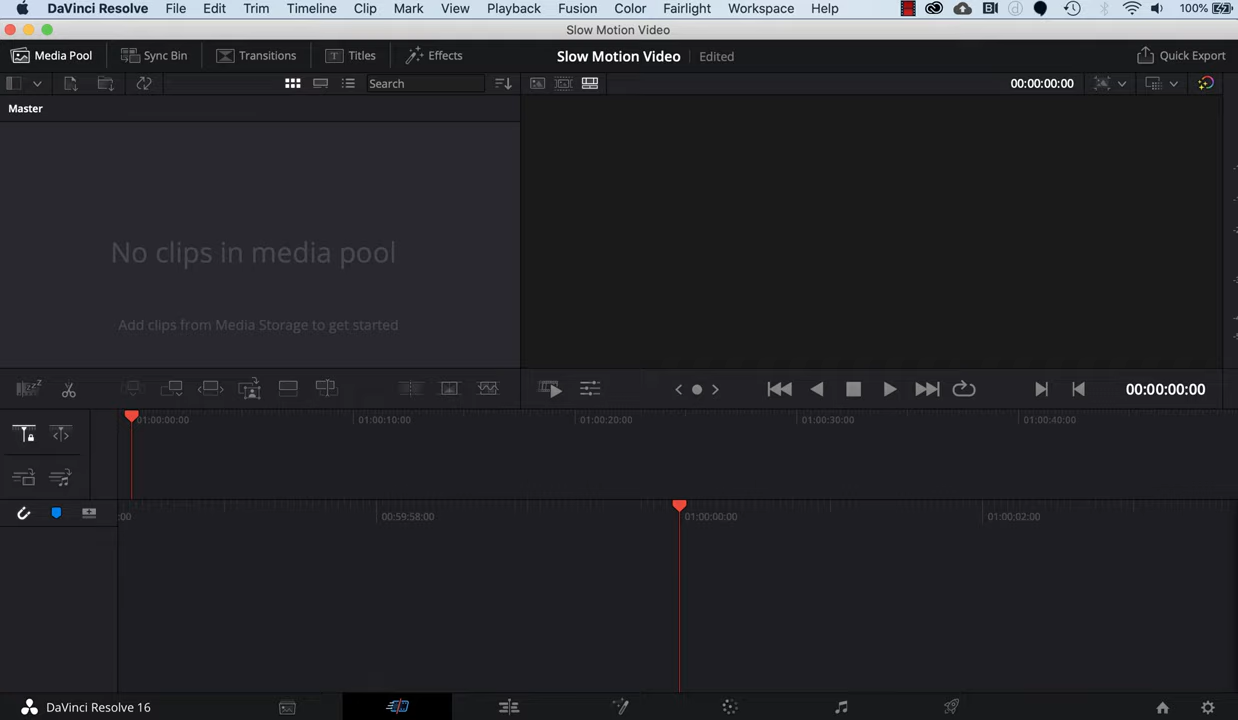 DaVinci Resolve File Edit Trim Timeline Clip Mark View Playback Fusion Color Fairlight Workspace Help 100%
Slow Motion Video
Media Pool Sync Bin Transitions Titles Effects Slow Motion Video Edited Quick Export
Search 00:00:00:00
Master
No clips in media pool
Add clips from Media Storage to get started
00:00:00:00
01:00:00:00 01:00:10:00 01:00:20:00 01:00:30:00 01:00:40:00
:00 00:59:58:00 01:00:00:00 01:00:02:00
DaVinci Resolve 16